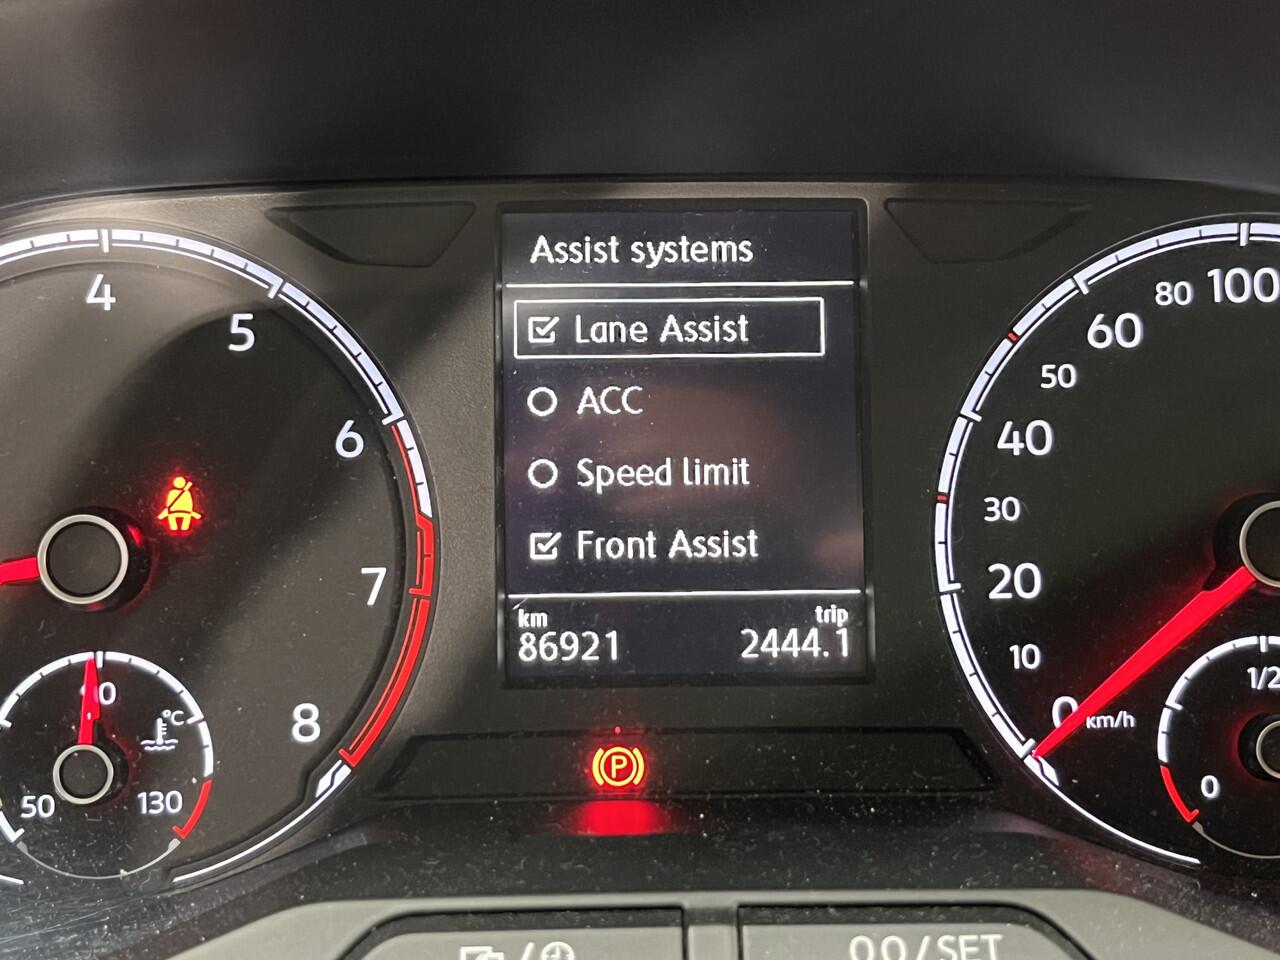 Assist systems
Lane Assist
ACC
Speed limit
Front Assist
km trip
86921 2444.1
4
5
6
7
8
50
90
130
°C
100
80
60
50
40
30
20
10
0
km/h
1/2
0
P
0.0/SET